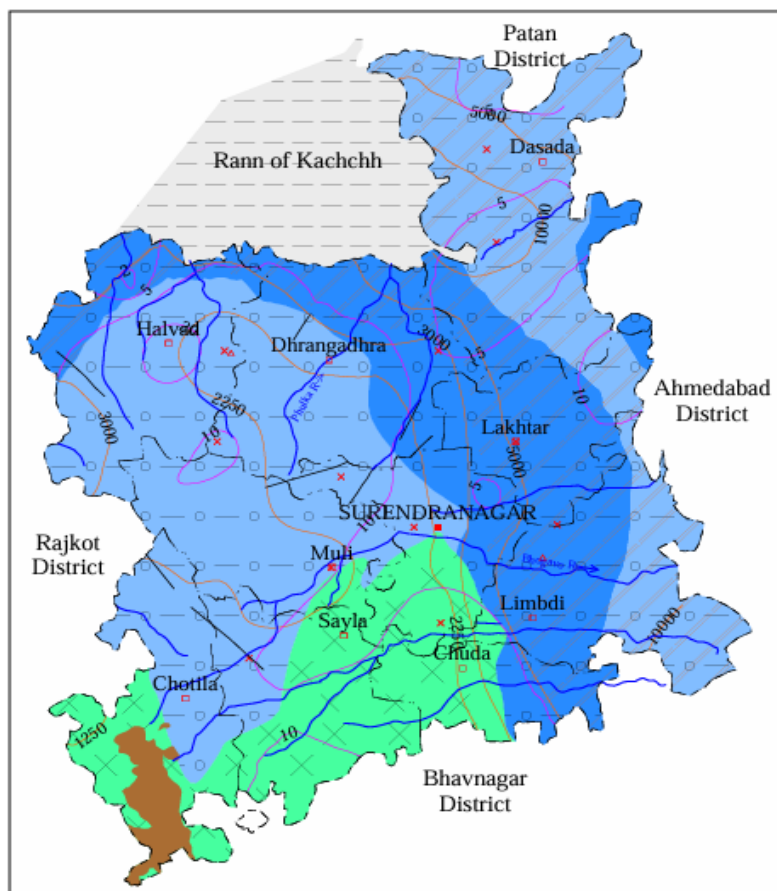 Patan
District
5000
Dasada
Rann of Kachchh
5
10000
2
5
Halvad
Dhrangadhra
3000
5
Phulka R
2250
3000
10
10
Ahmedabad
District
Lakhtar
5000
5
SURENDRANAGAR
10
Rajkot
District
Muli
Sayla
Limbdi
2250
10000
Chuda
Chotila
1250
10
Bhavnagar
District